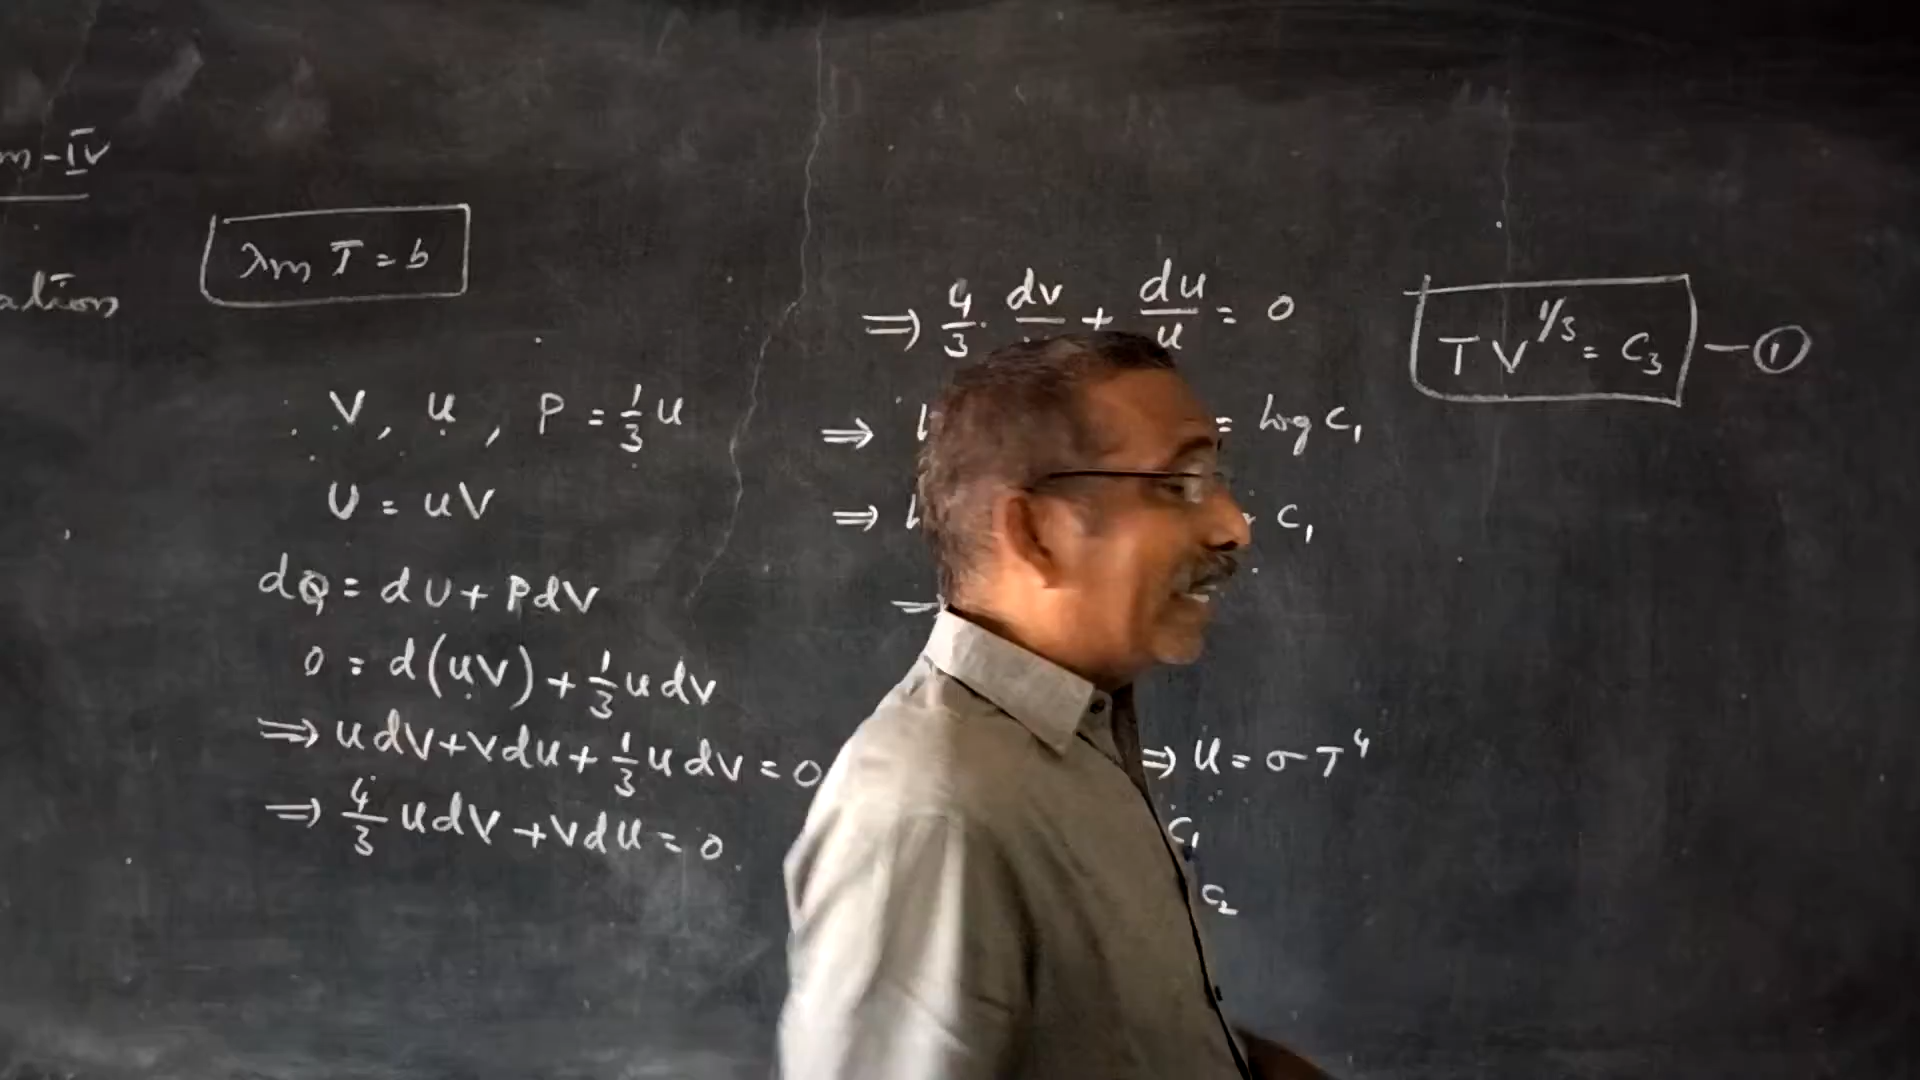 m-IV
ation
λm T = b
V, u, P = 1/3 u
U = uV
dQ = dU + PdV
0 = d(uV) + 1/3 u dV
⇒ u dV + V du + 1/3 u dV = 0
⇒ 4/3 u dV + V du = 0
⇒ 4/3 · dV + du/u = 0
⇒ = log C₁
⇒ C₁
⇒ u = σT⁴
C₁
C₂
T V^1/3 = C₃ — ①